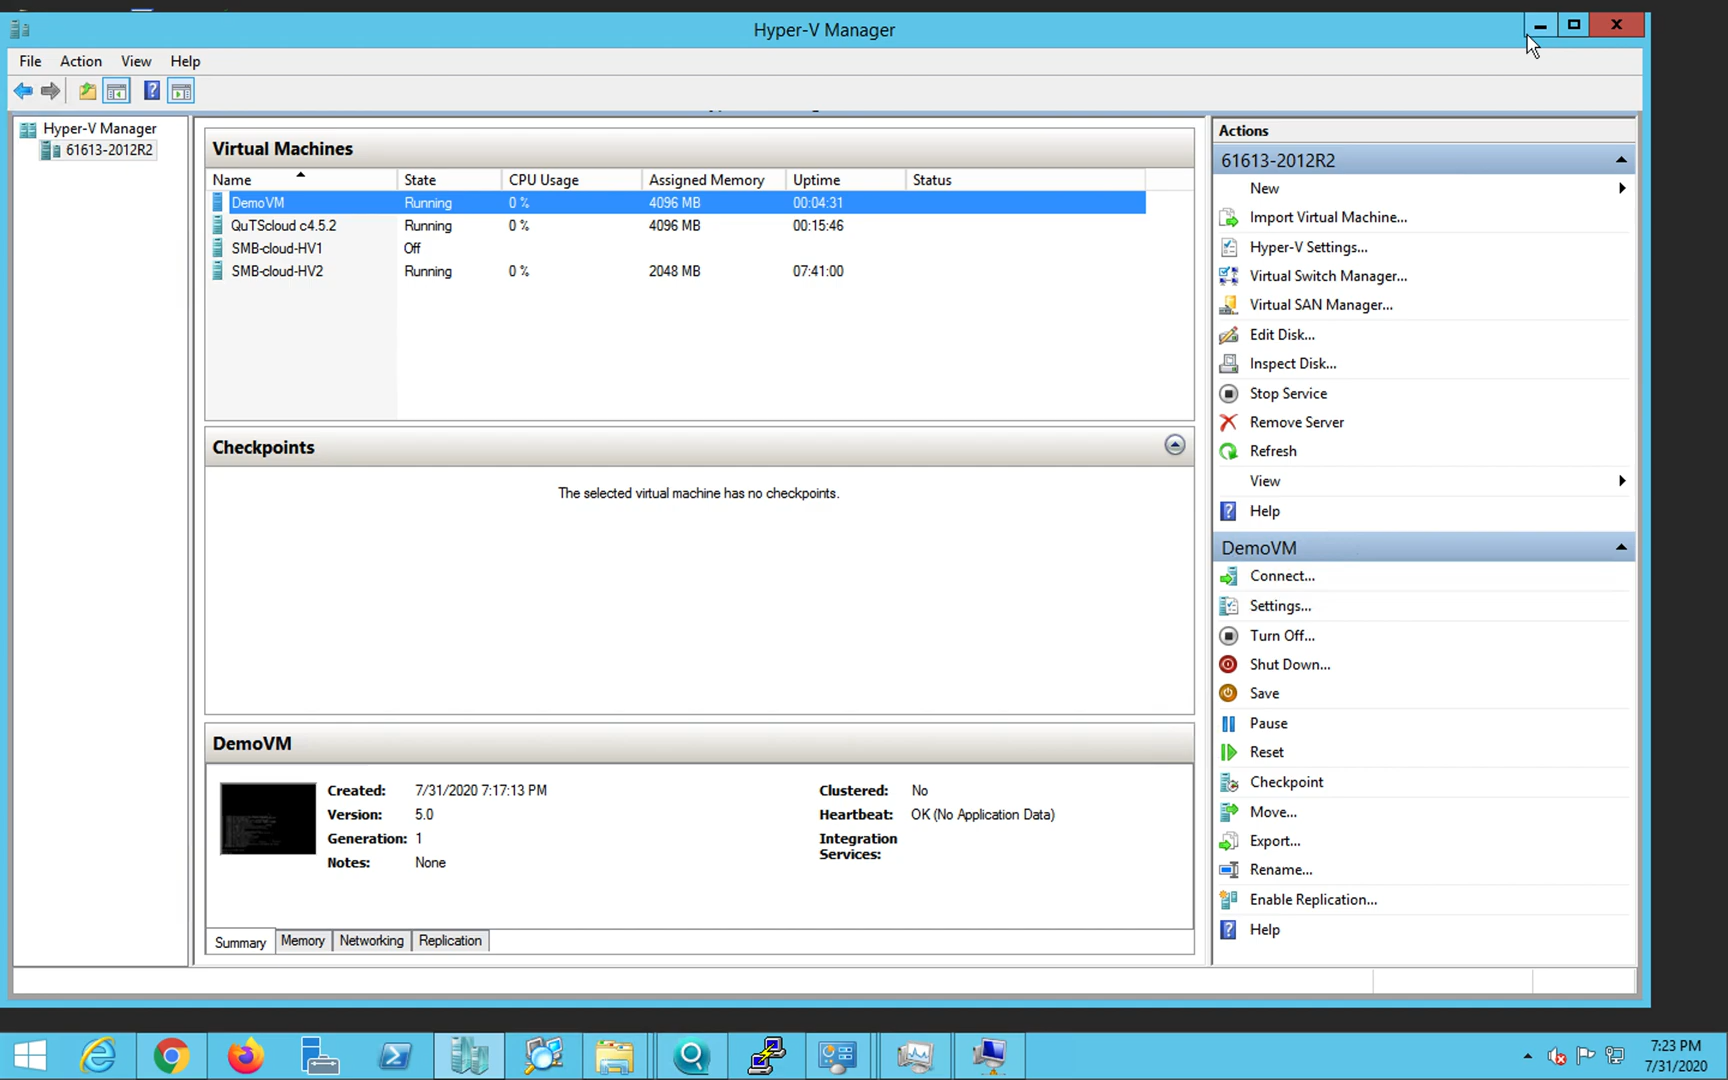 Hyper-V Manager
File Action View Help
Hyper-V Manager
61613-2012R2
Virtual Machines
Name State CPU Usage Assigned Memory Uptime Status
DemoVM Running 0 % 4096 MB 00:04:31
QuTScloud c4.5.2 Running 0 % 4096 MB 00:15:46
SMB-cloud-HV1 Off
SMB-cloud-HV2 Running 0 % 2048 MB 07:41:00
Checkpoints
The selected virtual machine has no checkpoints.
DemoVM
Created: 7/31/2020 7:17:13 PM Clustered: No
Version: 5.0 Heartbeat: OK (No Application Data)
Generation: 1 Integration
Services:
Notes: None
Summary Memory Networking Replication
Actions
61613-2012R2
New
Import Virtual Machine...
Hyper-V Settings...
Virtual Switch Manager...
Virtual SAN Manager...
Edit Disk...
Inspect Disk...
Stop Service
Remove Server
Refresh
View
Help
DemoVM
Connect...
Settings...
Turn Off...
Shut Down...
Save
Pause
Reset
Checkpoint
Move...
Export...
Rename...
Enable Replication...
Help
7:23 PM
7/31/2020